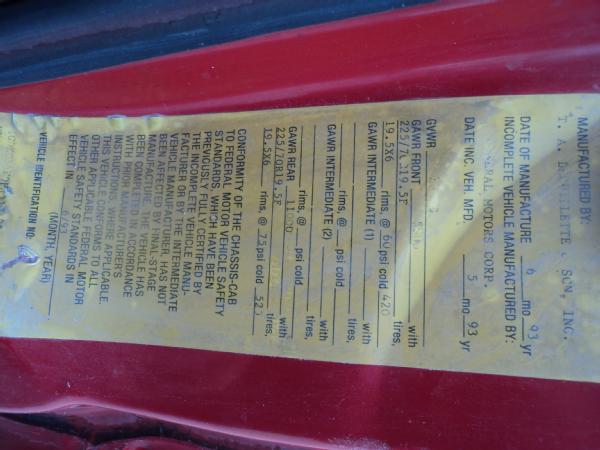 MANUFACTURED BY:
T. A. & SON, INC.
DATE OF MANUFACTURE 6 mo 93 yr
INCOMPLETE VEHICLE MANUFACTURED BY:
MOTORS CORP.
DATE INC. VEH. MFD. 5 mo 93 yr
GVWR
GAWR FRONT with
225/70 19.5F tires,
19.5X6 rims, @ 60 psi cold 420
GAWR INTERMEDIATE (1) with
tires,
rims, @ psi cold
GAWR INTERMEDIATE (2) with
tires,
rims, @ psi cold
GAWR REAR 11000 with
225/70R19.5F tires,
19.5X6 rims, @ 75 psi cold 523
CONFORMITY OF THE CHASSIS-CAB
TO FEDERAL MOTOR VEHICLE SAFETY
STANDARDS, WHICH HAVE BEEN
PREVIOUSLY FULLY CERTIFIED BY
THE INCOMPLETE VEHICLE MANU-
FACTURER OR BY THE INTERMEDIATE
VEHICLE MANUFACTURER, HAS NOT
BEEN AFFECTED BY FINAL-STAGE
MANUFACTURE. THE VEHICLE HAS
BEEN COMPLETED IN ACCORDANCE
WITH PRIOR MANUFACTURER'S
INSTRUCTIONS WHERE APPLICABLE.
THIS VEHICLE CONFORMS TO ALL
OTHER APPLICABLE FEDERAL MOTOR
VEHICLE SAFETY STANDARDS IN
EFFECT IN 6/93
(MONTH, YEAR)
VEHICLE IDENTIFICATION NO.